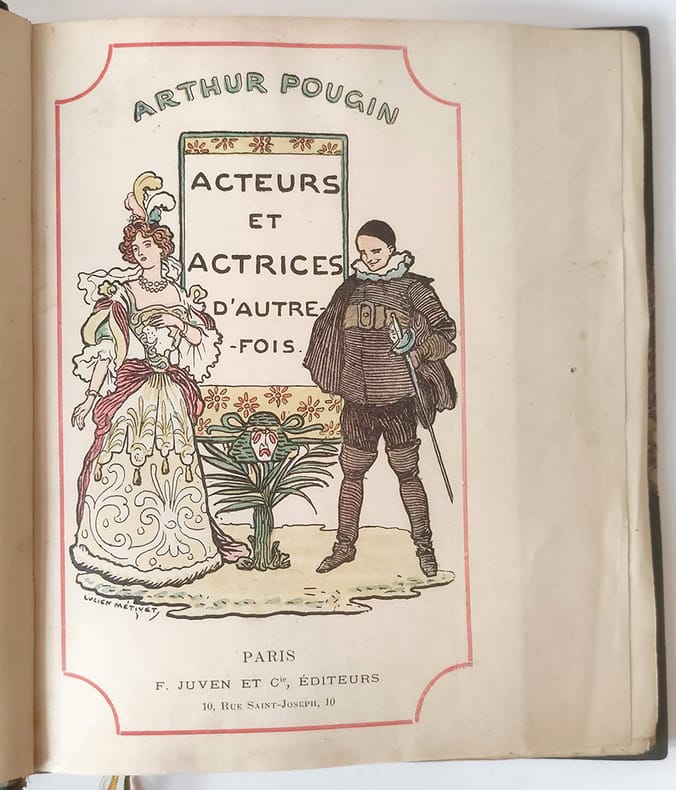 ARTHUR POUGIN
ACTEURS
ET
ACTRICES
D'AUTRE-
-FOIS.
LUCIEN MÉTIVET
PARIS
F. JUVEN ET Cie, ÉDITEURS
10, RUE SAINT-JOSEPH, 10